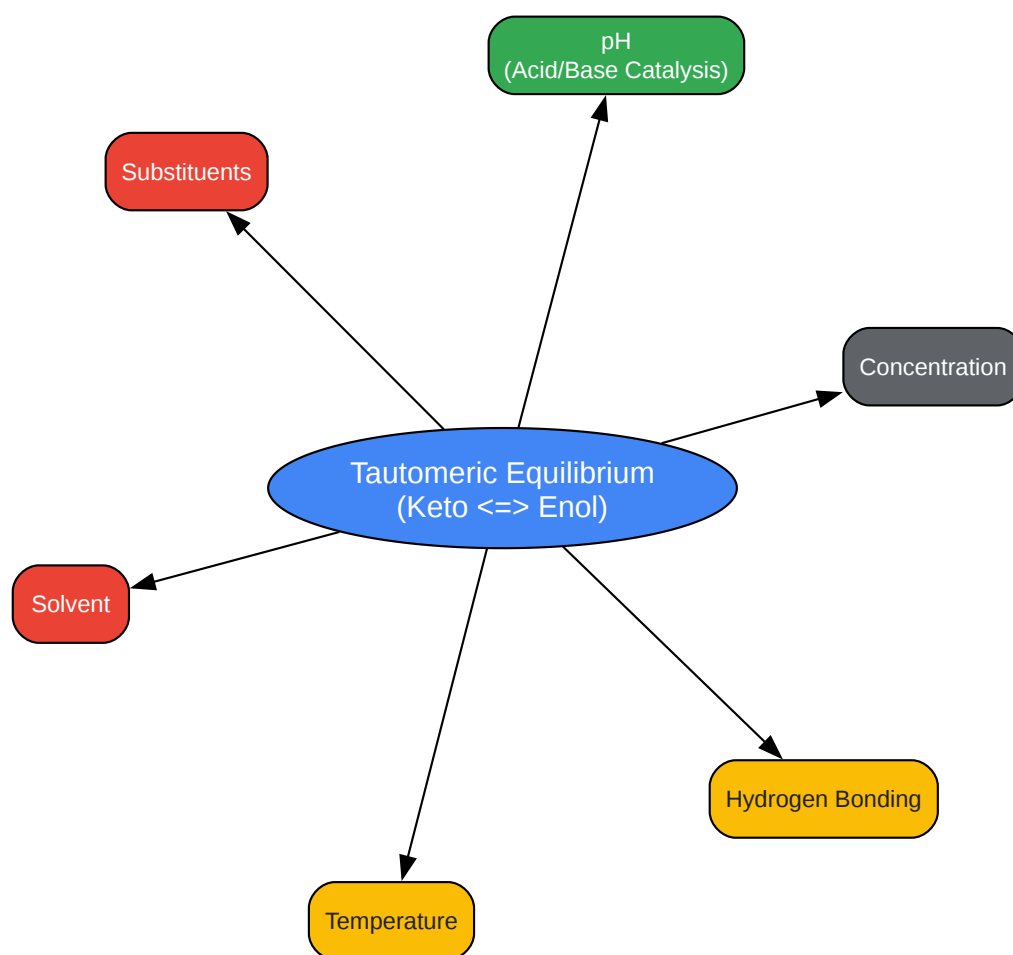 pH
(Acid/Base Catalysis)
Substituents
Concentration
Tautomeric Equilibrium
(Keto <=> Enol)
Solvent
Hydrogen Bonding
Temperature